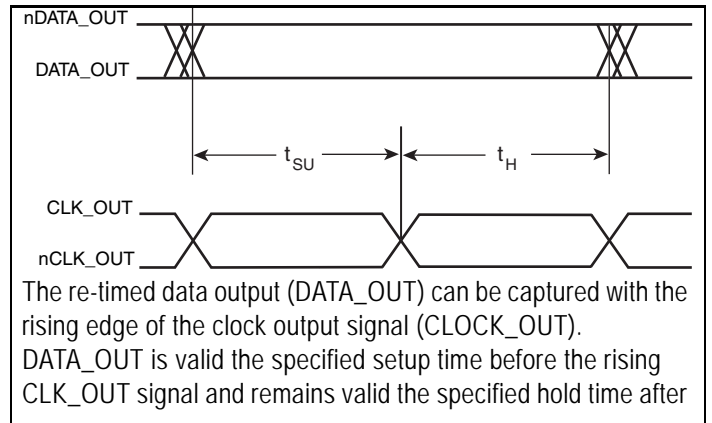 nDATA_OUT
DATA_OUT
tSU
tH
CLK_OUT
nCLK_OUT
The re-timed data output (DATA_OUT) can be captured with the
rising edge of the clock output signal (CLOCK_OUT).
DATA_OUT is valid the specified setup time before the rising
CLK_OUT signal and remains valid the specified hold time after